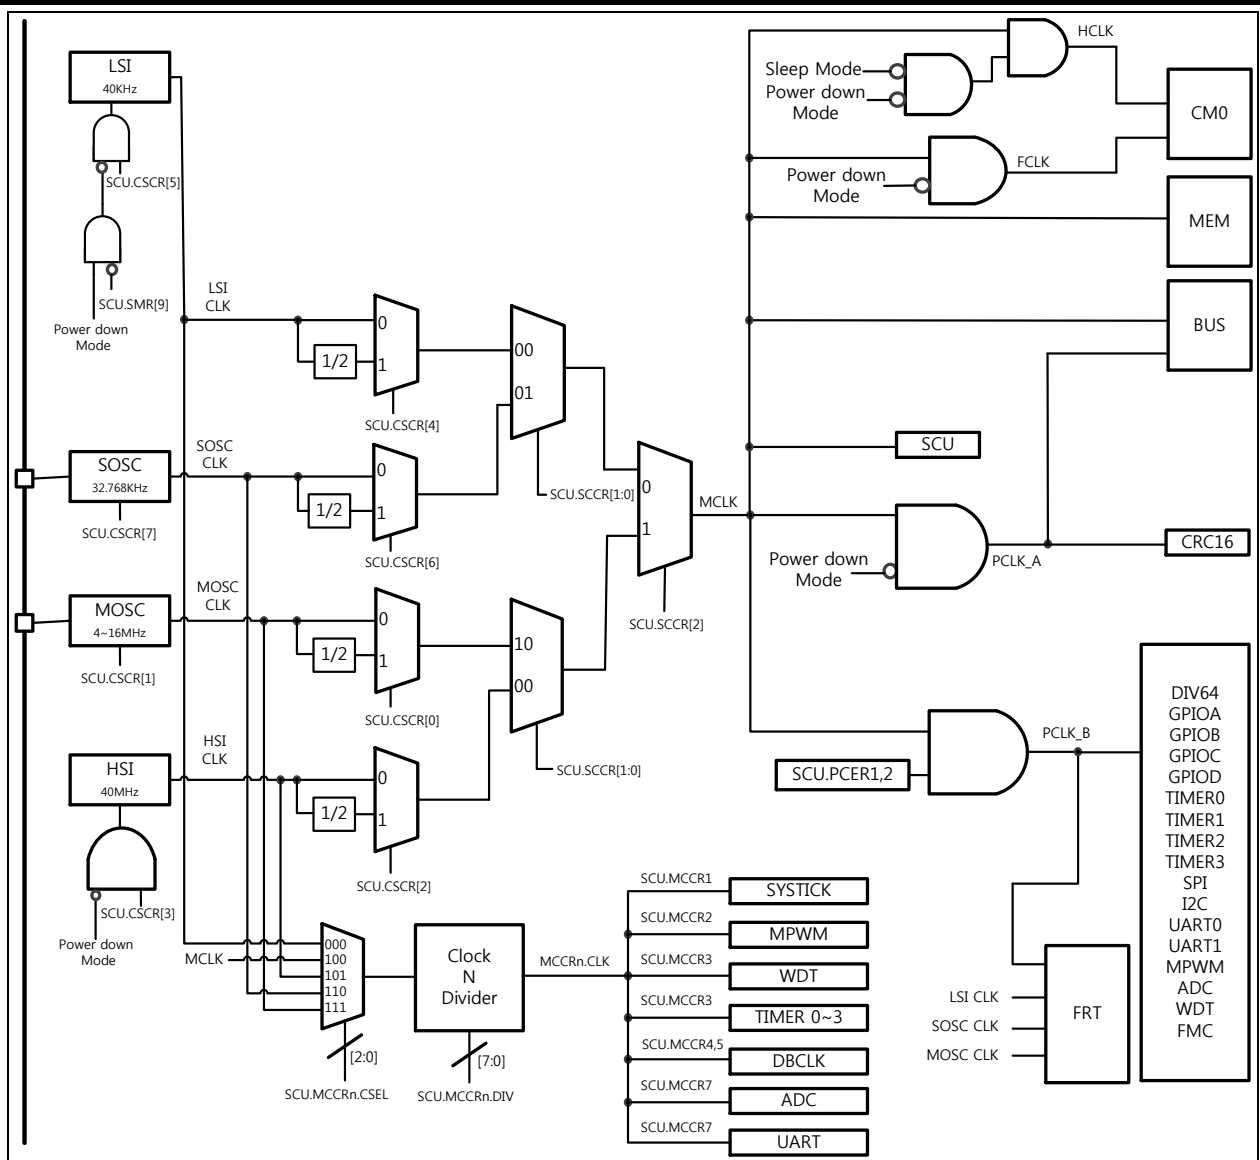 HCLK
LSI
40KHz
Sleep Mode
Power down
Mode
CM0
SCU.CSCR[5]
FCLK
Power down
Mode
MEM
SCU.SMR[9]
Power down
Mode
LSI
CLK
0
1/2
1
SCU.CSCR[4]
00
01
BUS
SOSC
CLK
SOSC
32.768KHz
SCU.CSCR[7]
0
1/2
1
SCU.CSCR[6]
SCU.SCCR[1:0]
0
1
SCU.SCCR[2]
MCLK
SCU
Power down
Mode
PCLK_A
CRC16
MOSC
CLK
MOSC
4~16MHz
SCU.CSCR[1]
0
1/2
1
SCU.CSCR[0]
10
00
SCU.SCCR[1:0]
HSI
CLK
HSI
40MHz
0
1/2
1
SCU.CSCR[2]
SCU.CSCR[3]
Power down
Mode
PCLK_B
SCU.PCER1,2
DIV64
GPIOA
GPIOB
GPIOC
GPIOD
TIMER0
TIMER1
TIMER2
TIMER3
SPI
I2C
UART0
UART1
MPWM
ADC
WDT
FMC
MCLK
000
100
101
110
111
[2:0]
SCU.MCCRn.CSEL
Clock
N
Divider
[7:0]
SCU.MCCRn.DIV
MCCRn.CLK
SCU.MCCR1
SYSTICK
SCU.MCCR2
MPWM
SCU.MCCR3
WDT
SCU.MCCR3
TIMER 0~3
SCU.MCCR4,5
DBCLK
SCU.MCCR7
ADC
SCU.MCCR7
UART
LSI CLK
SOSC CLK
MOSC CLK
FRT